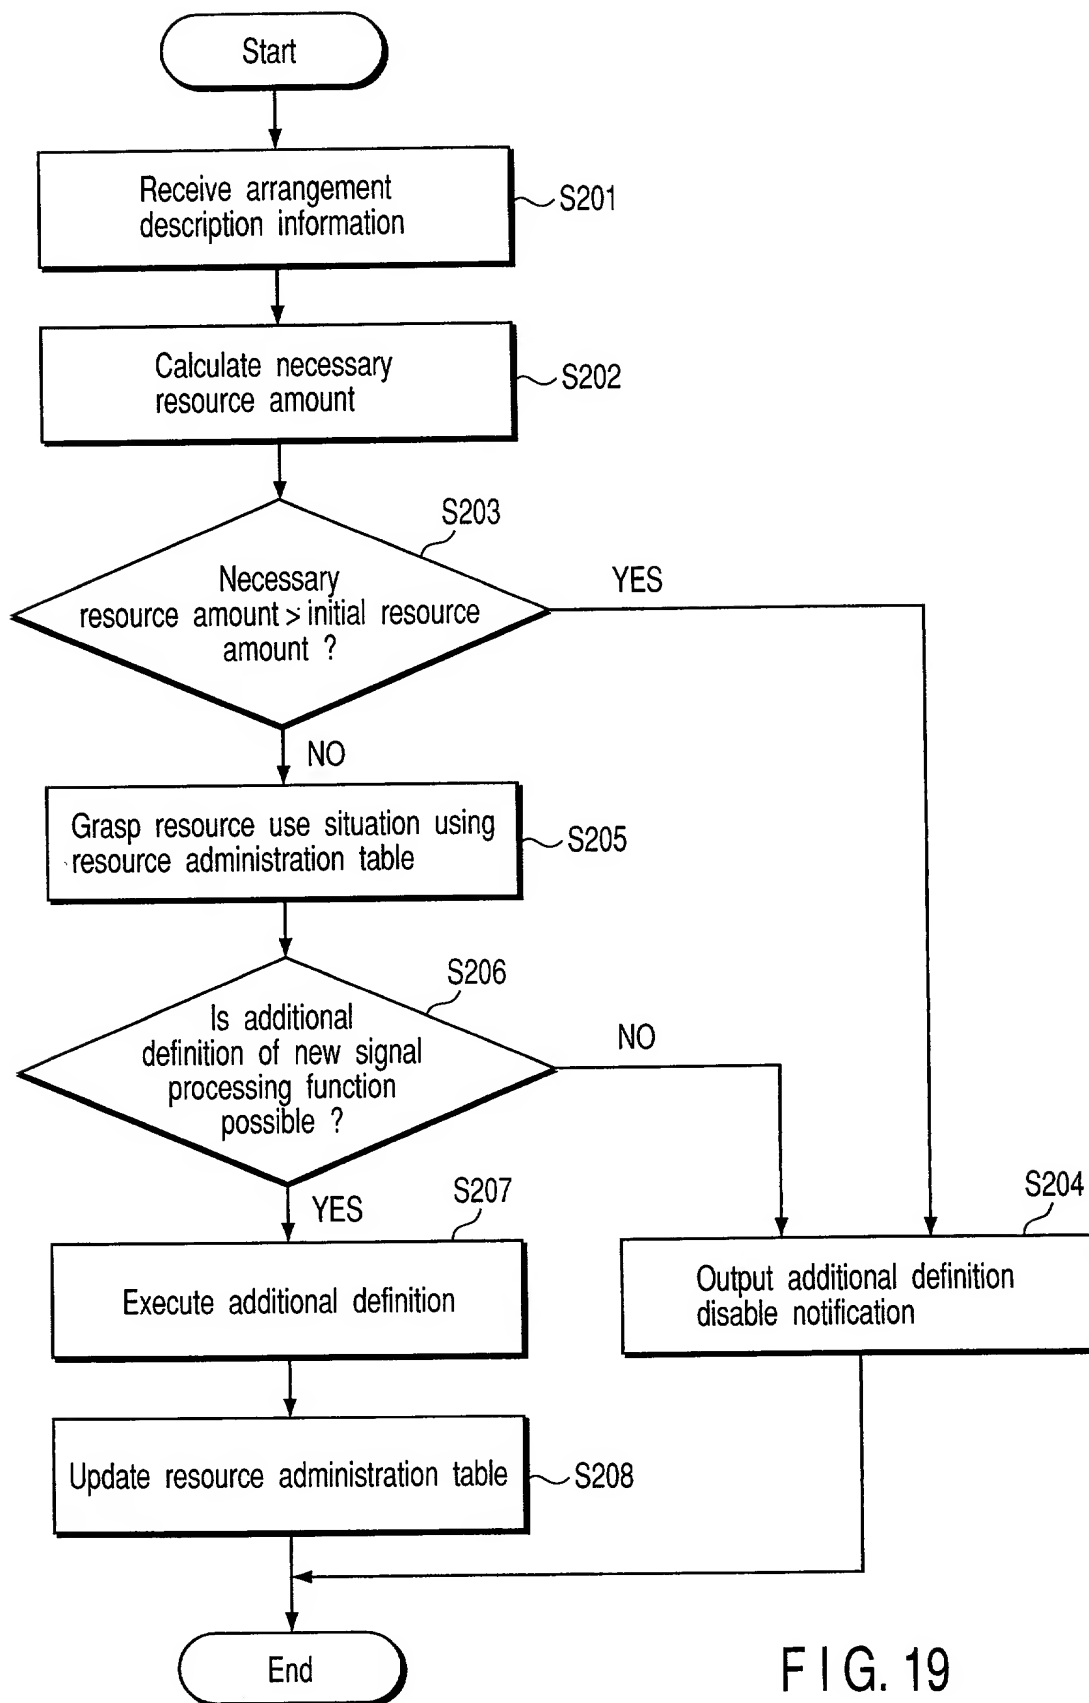 Start
Receive arrangement
description information
S201
Calculate necessary
resource amount
S202
S203
Necessary
resource amount > initial resource
amount ?
YES
NO
Grasp resource use situation using
resource administration table
S205
S206
Is additional
definition of new signal
processing function
possible ?
NO
YES
S207
S204
Execute additional definition
Output additional definition
disable notification
Update resource administration table
S208
End
FIG. 19